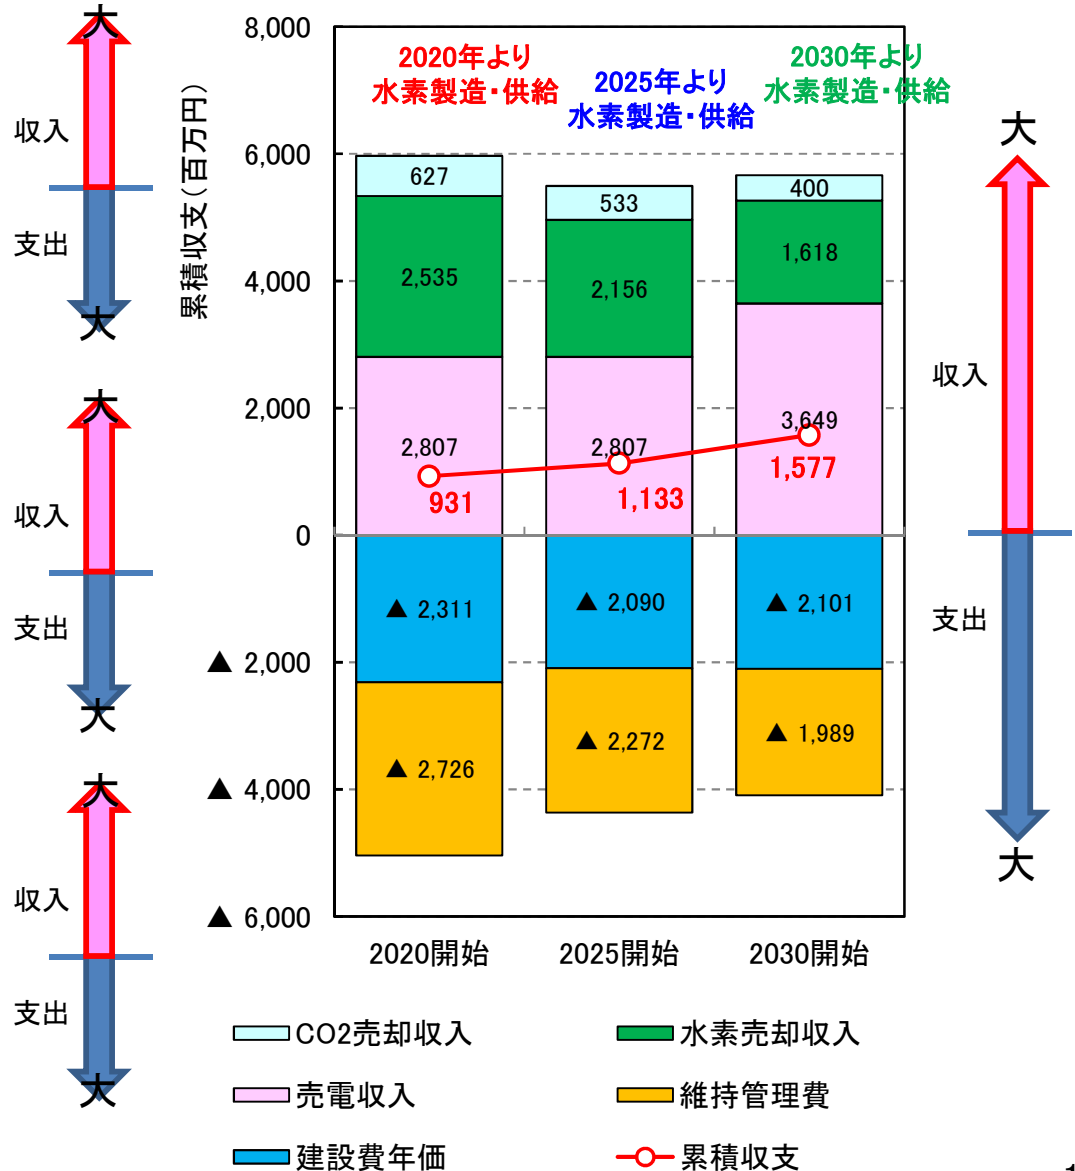 大
収入
支出
大
大
収入
支出
大
大
収入
支出
大
累積収支(百万円)
8,000
6,000
4,000
2,000
0
▲ 2,000
▲ 4,000
▲ 6,000
2020年より
水素製造・供給
2025年より
水素製造・供給
2030年より
水素製造・供給
627
2,535
2,807
931
▲ 2,311
▲ 2,726
533
2,156
2,807
1,133
▲ 2,090
▲ 2,272
400
1,618
3,649
1,577
▲ 2,101
▲ 1,989
2020開始
2025開始
2030開始
大
収入
支出
大
CO2売却収入
水素売却収入
売電収入
維持管理費
建設費年価
累積収支